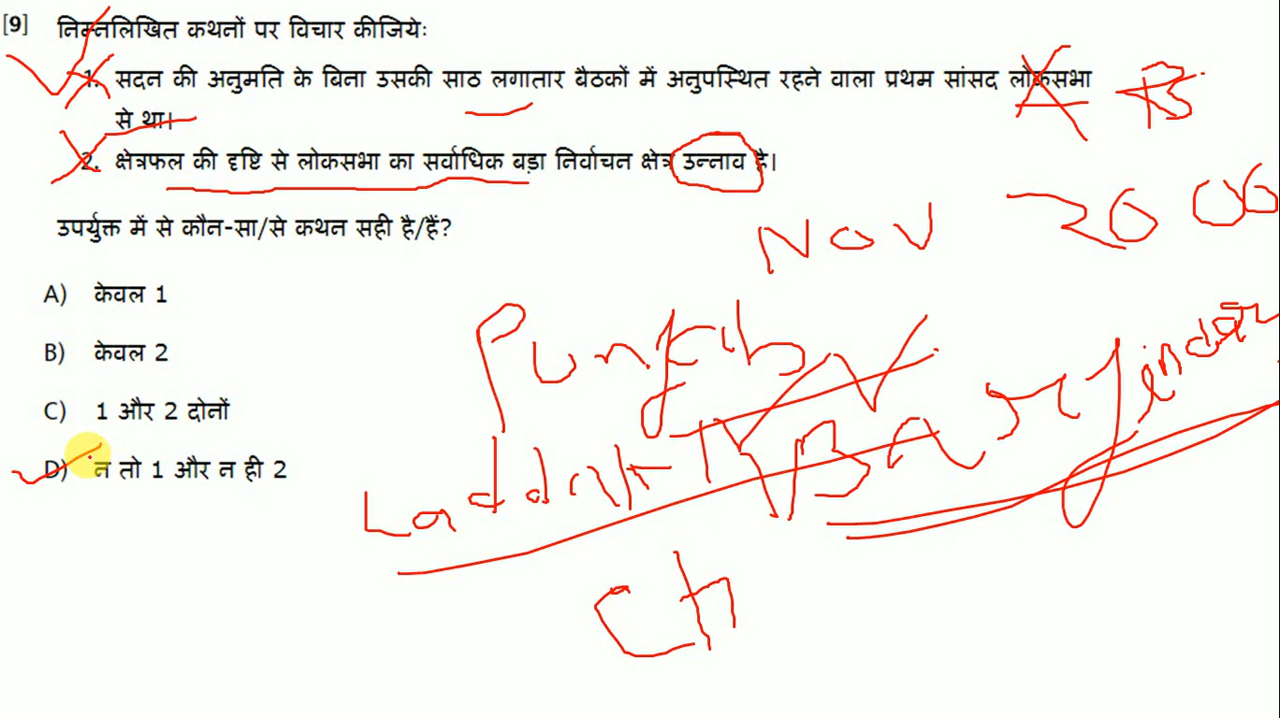 [9] निम्नलिखित कथनों पर विचार कीजियेः
1. सदन की अनुमति के बिना उसकी साठ लगातार बैठकों में अनुपस्थित रहने वाला प्रथम सांसद लोकसभा
से था।
2. क्षेत्रफल की दृष्टि से लोकसभा का सर्वाधिक बड़ा निर्वाचन क्षेत्र उन्नाव है।
उपर्युक्त में से कौन-सा/से कथन सही है/हैं?
Nov 2006
A) केवल 1
Punjab
B) केवल 2
C) 1 और 2 दोनों
D) न तो 1 और न ही 2
Laddakh
Ch